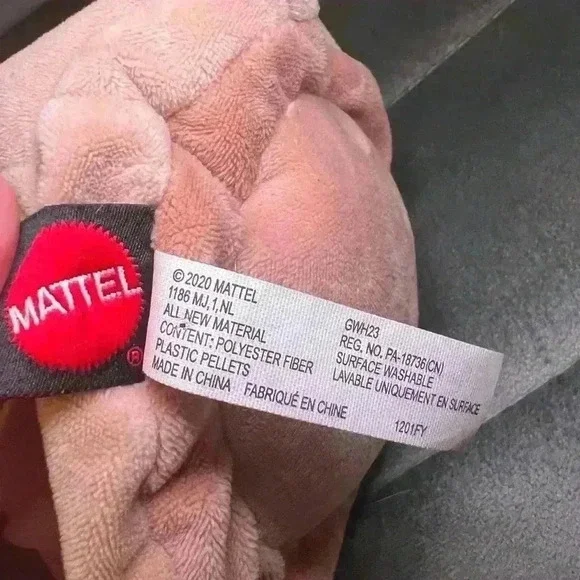 MATTEL
®
© 2020 MATTEL
1186 MJ,1,NL
ALL NEW MATERIAL
CONTENT: POLYESTER FIBER
PLASTIC PELLETS
MADE IN CHINA FABRIQUÉ EN CHINE
GWH23
REG. NO. PA-18736(CN)
SURFACE WASHABLE
LAVABLE UNIQUEMENT EN SURFACE
1201FY